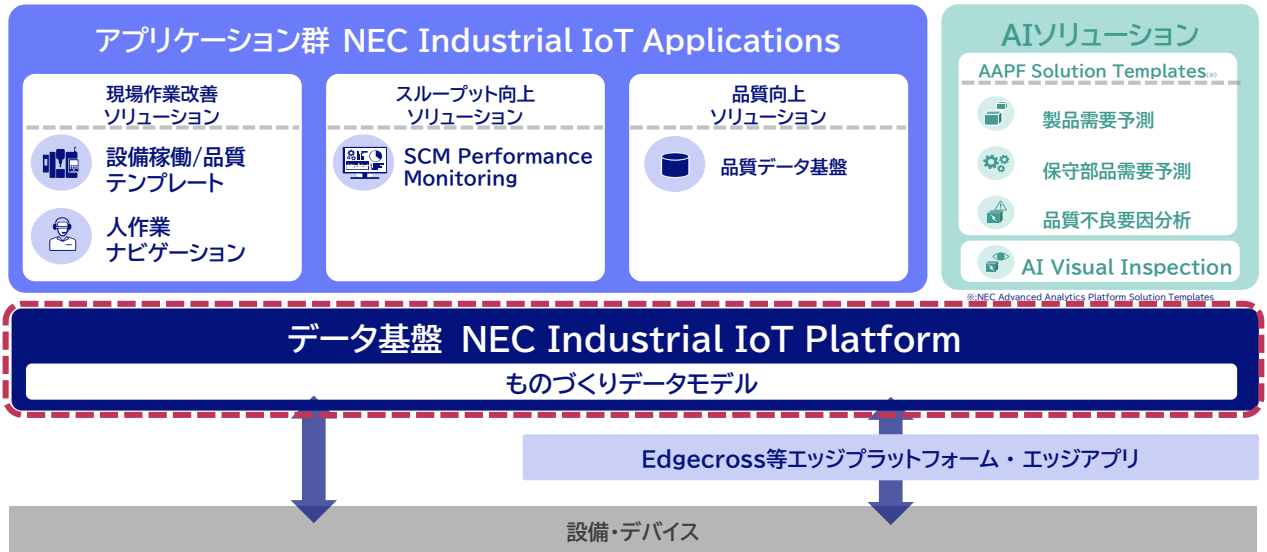 アプリケーション群 NEC Industrial IoT Applications
現場作業改善
ソリューション
設備稼働/品質
テンプレート
人作業
ナビゲーション
スループット向上
ソリューション
SCM Performance
Monitoring
品質向上
ソリューション
品質データ基盤
AIソリューション
AAPF Solution Templates(※)
製品需要予測
保守部品需要予測
品質不良要因分析
AI Visual Inspection
※:NEC Advanced Analytics Platform Solution Templates
データ基盤 NEC Industrial IoT Platform
ものづくりデータモデル
Edgecross等エッジプラットフォーム・エッジアプリ
設備・デバイス